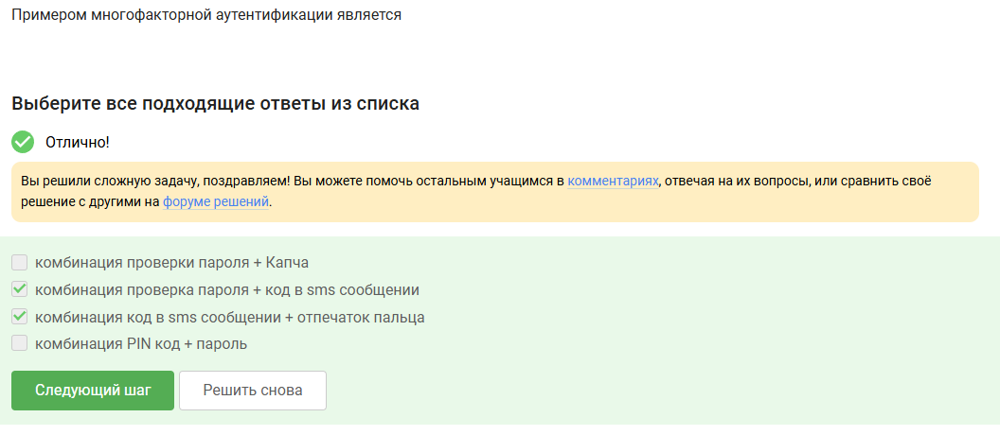 Примером многофакторной аутентификации является
Выберите все подходящие ответы из списка
Отлично!
Вы решили сложную задачу, поздравляем! Вы можете помочь остальным учащимся в комментариях, отвечая на их вопросы, или сравнить своё
решение с другими на форуме решений.
комбинация проверки пароля + Капча
комбинация проверка пароля + код в sms сообщении
комбинация код в sms сообщении + отпечаток пальца
комбинация PIN код + пароль
Следующий шаг Решить снова